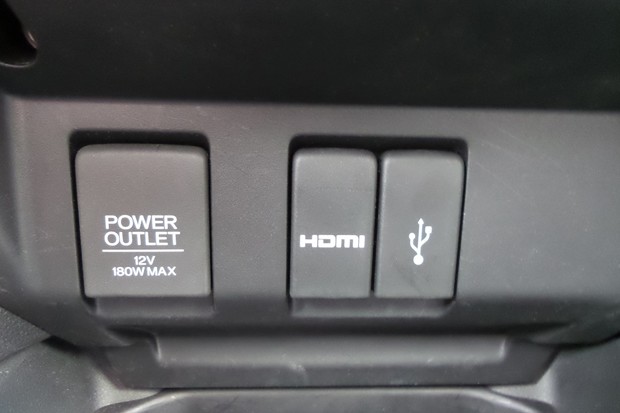 POWER
OUTLET
12V
180W MAX
HDMI